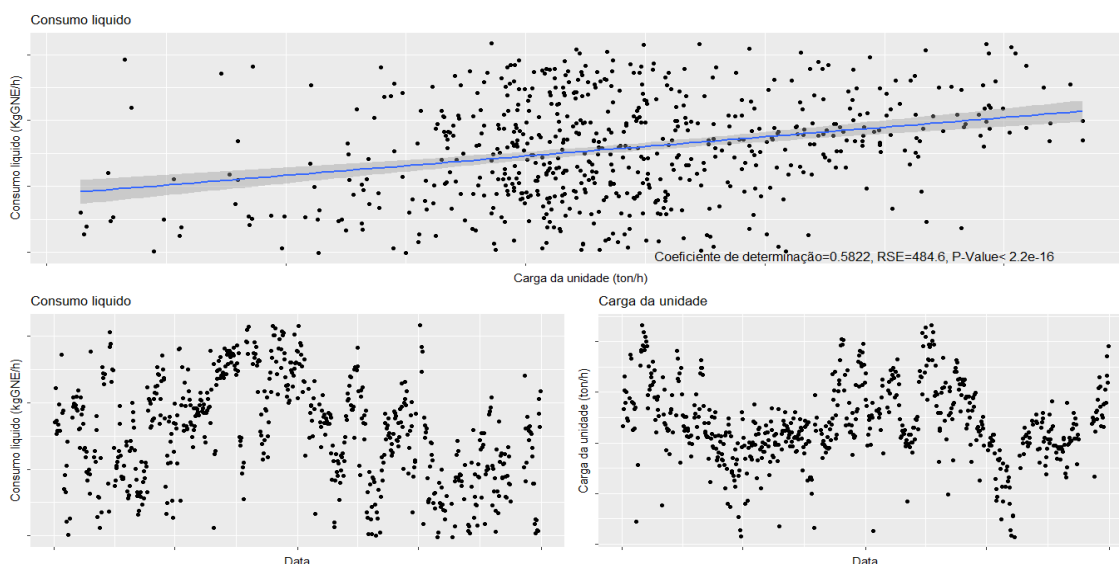 Consumo liquido
Consumo liquido (KgGNE/h)
Coeficiente de determinação=0.5822, RSE=484.6, P-Value< 2.2e-16
Carga da unidade (ton/h)
Consumo liquido
Consumo liquido (kgGNE/h)
Data
Carga da unidade
Carga da unidade (ton/h)
Data